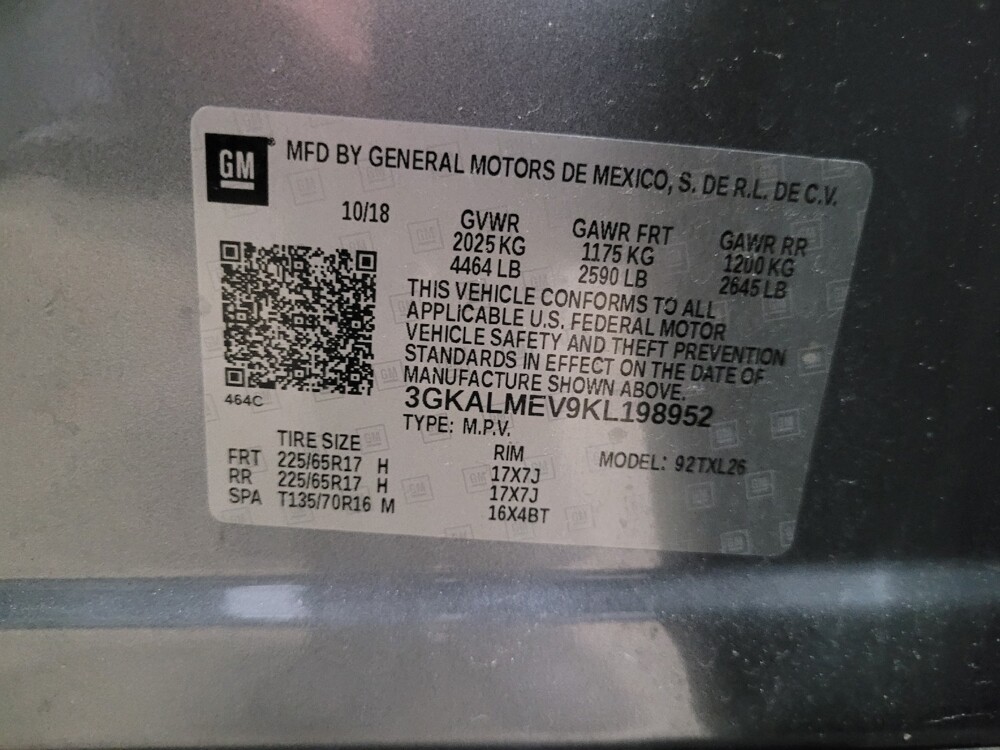 GM
MFD BY GENERAL MOTORS DE MEXICO, S. DE R.L. DE C.V.
10/18 GVWR GAWR FRT GAWR RR
2025 KG 1175 KG 1200 KG
4464 LB 2590 LB 2645 LB
THIS VEHICLE CONFORMS TO ALL
APPLICABLE U.S. FEDERAL MOTOR
VEHICLE SAFETY AND THEFT PREVENTION
STANDARDS IN EFFECT ON THE DATE OF
MANUFACTURE SHOWN ABOVE.
464C
3GKALMEV9KL198952
TYPE: M.P.V.
TIRE SIZE RIM MODEL: 92TXL26
FRT 225/65R17 H 17X7J
RR 225/65R17 H 17X7J
SPA T135/70R16 M 16X4BT